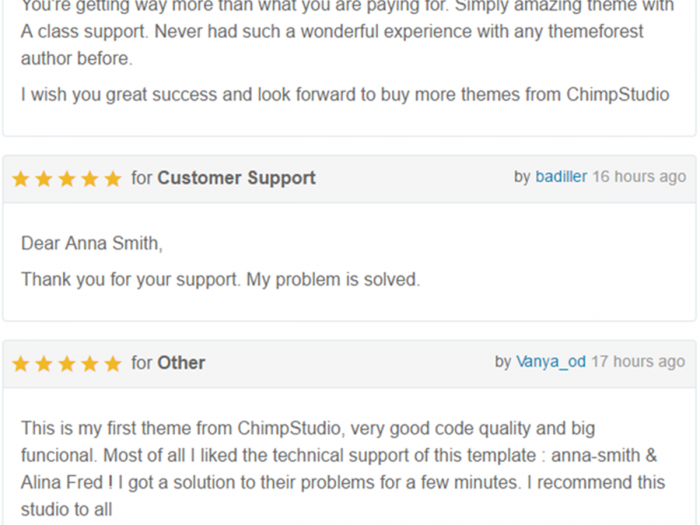 You're getting way more than what you are paying for. Simply amazing theme with
A class support. Never had such a wonderful experience with any themeforest
author before.
I wish you great success and look forward to buy more themes from ChimpStudio
for Customer Support by badiller 16 hours ago
Dear Anna Smith,
Thank you for your support. My problem is solved.
for Other by Vanya_od 17 hours ago
This is my first theme from ChimpStudio, very good code quality and big
funcional. Most of all I liked the technical support of this template : anna-smith &
Alina Fred ! I got a solution to their problems for a few minutes. I recommend this
studio to all